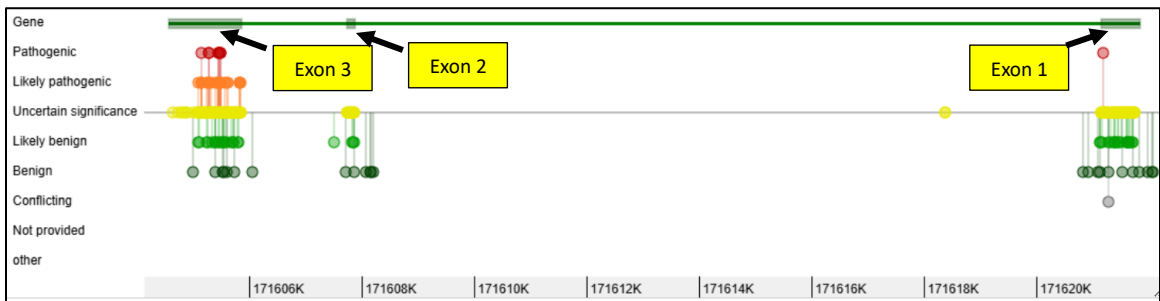 Gene
Pathogenic
Exon 3
Exon 2
Exon 1
Likely pathogenic
Uncertain significance
Likely benign
Benign
Conflicting
Not provided
other
171606K 171608K 171610K 171612K 171614K 171616K 171618K 171620K